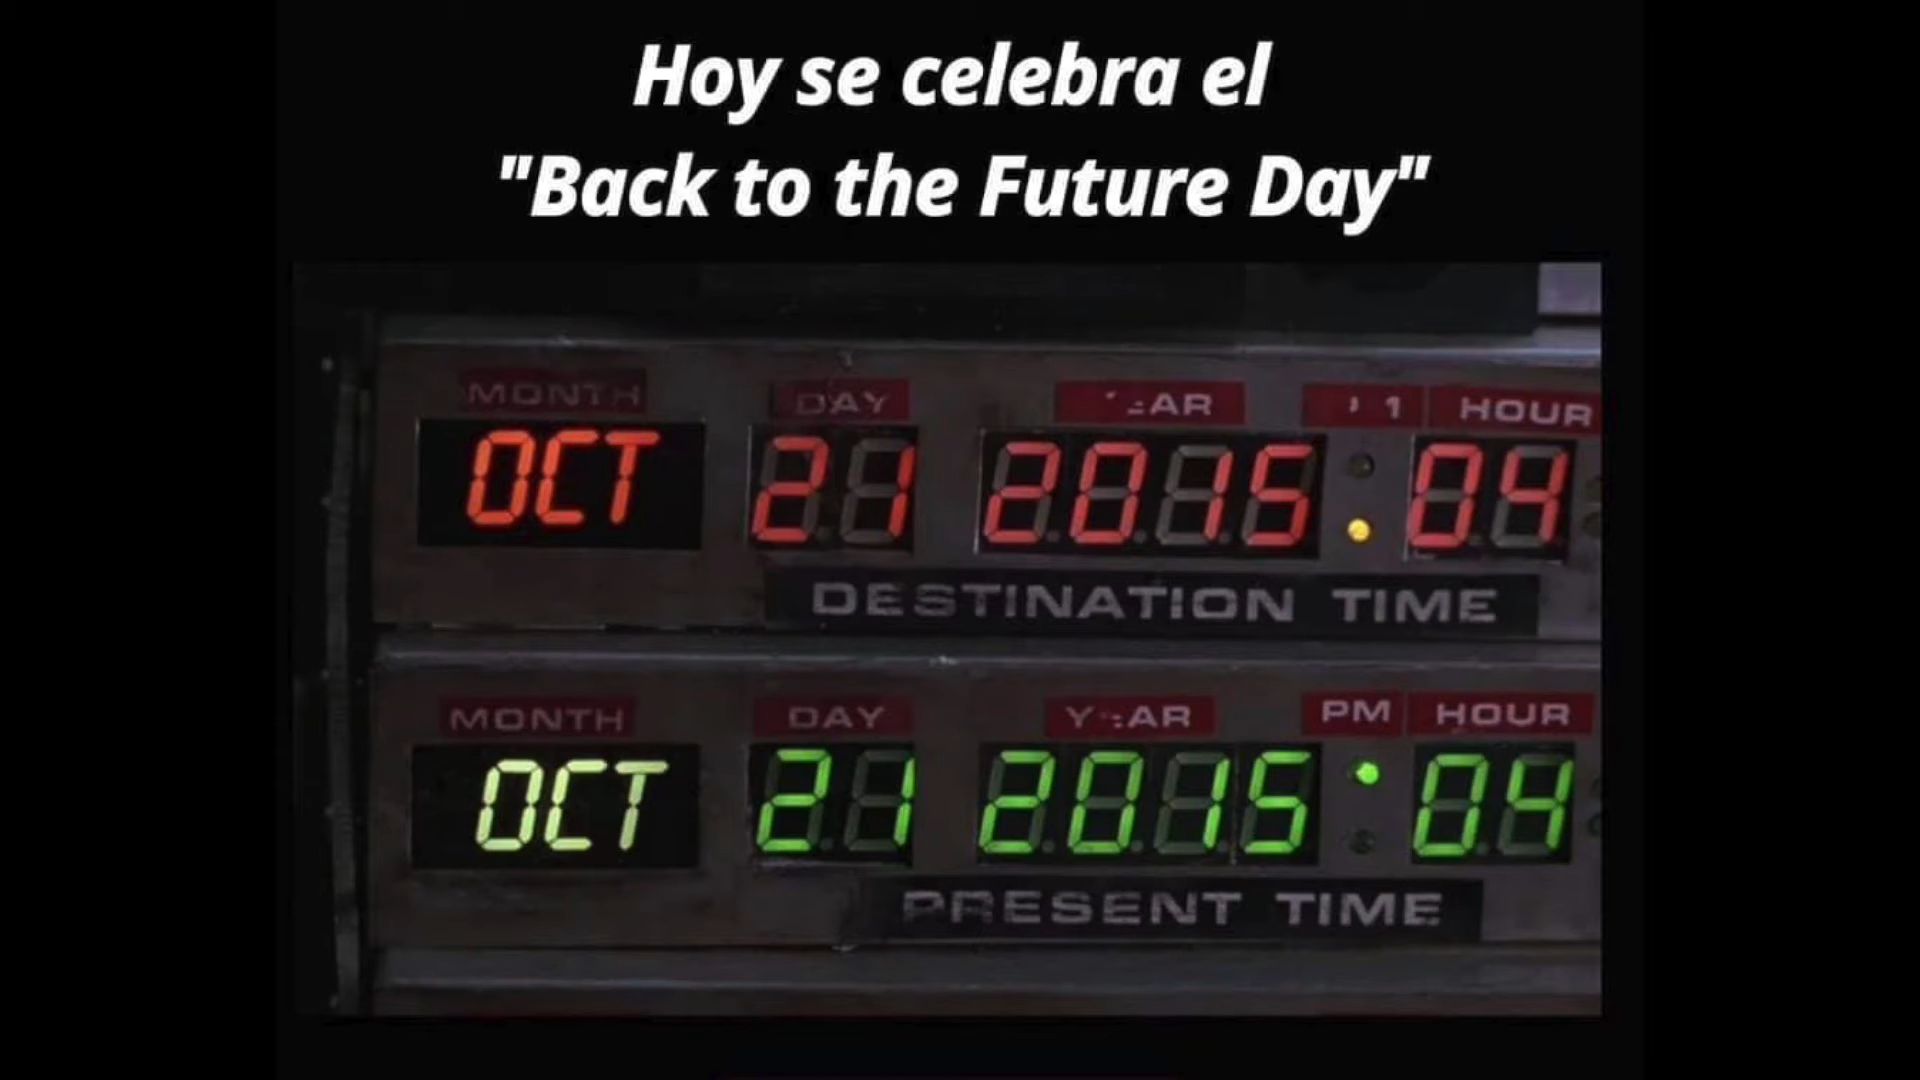 Hoy se celebra el
"Back to the Future Day"
MONTH DAY HOUR
OCT 21 2015 04
DESTINATION TIME
MONTH DAY PM HOUR
OCT 21 2015 04
PRESENT TIME